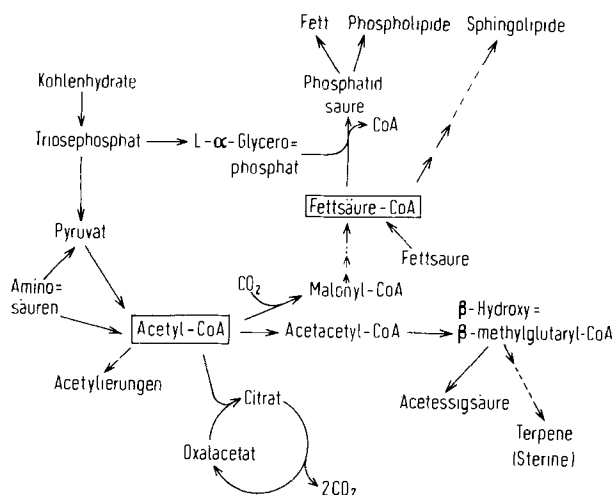 Fett Phospholipide Sphingolipide
Kohlenhydrate
Phosphatid
säure
CoA
Triosephosphat L-α-Glycero=
phosphat
Fettsäure-CoA
Pyruvat
Fettsaure
Amino=
säuren
CO₂
Malonyl-CoA
Acetyl-CoA Acetacetyl-CoA
β-Hydroxy=
β-methylglutaryl-CoA
Acetylierungen
Citrat
Acetessigsäure
Oxalacetat
Terpene
(Sterine)
2CO₂